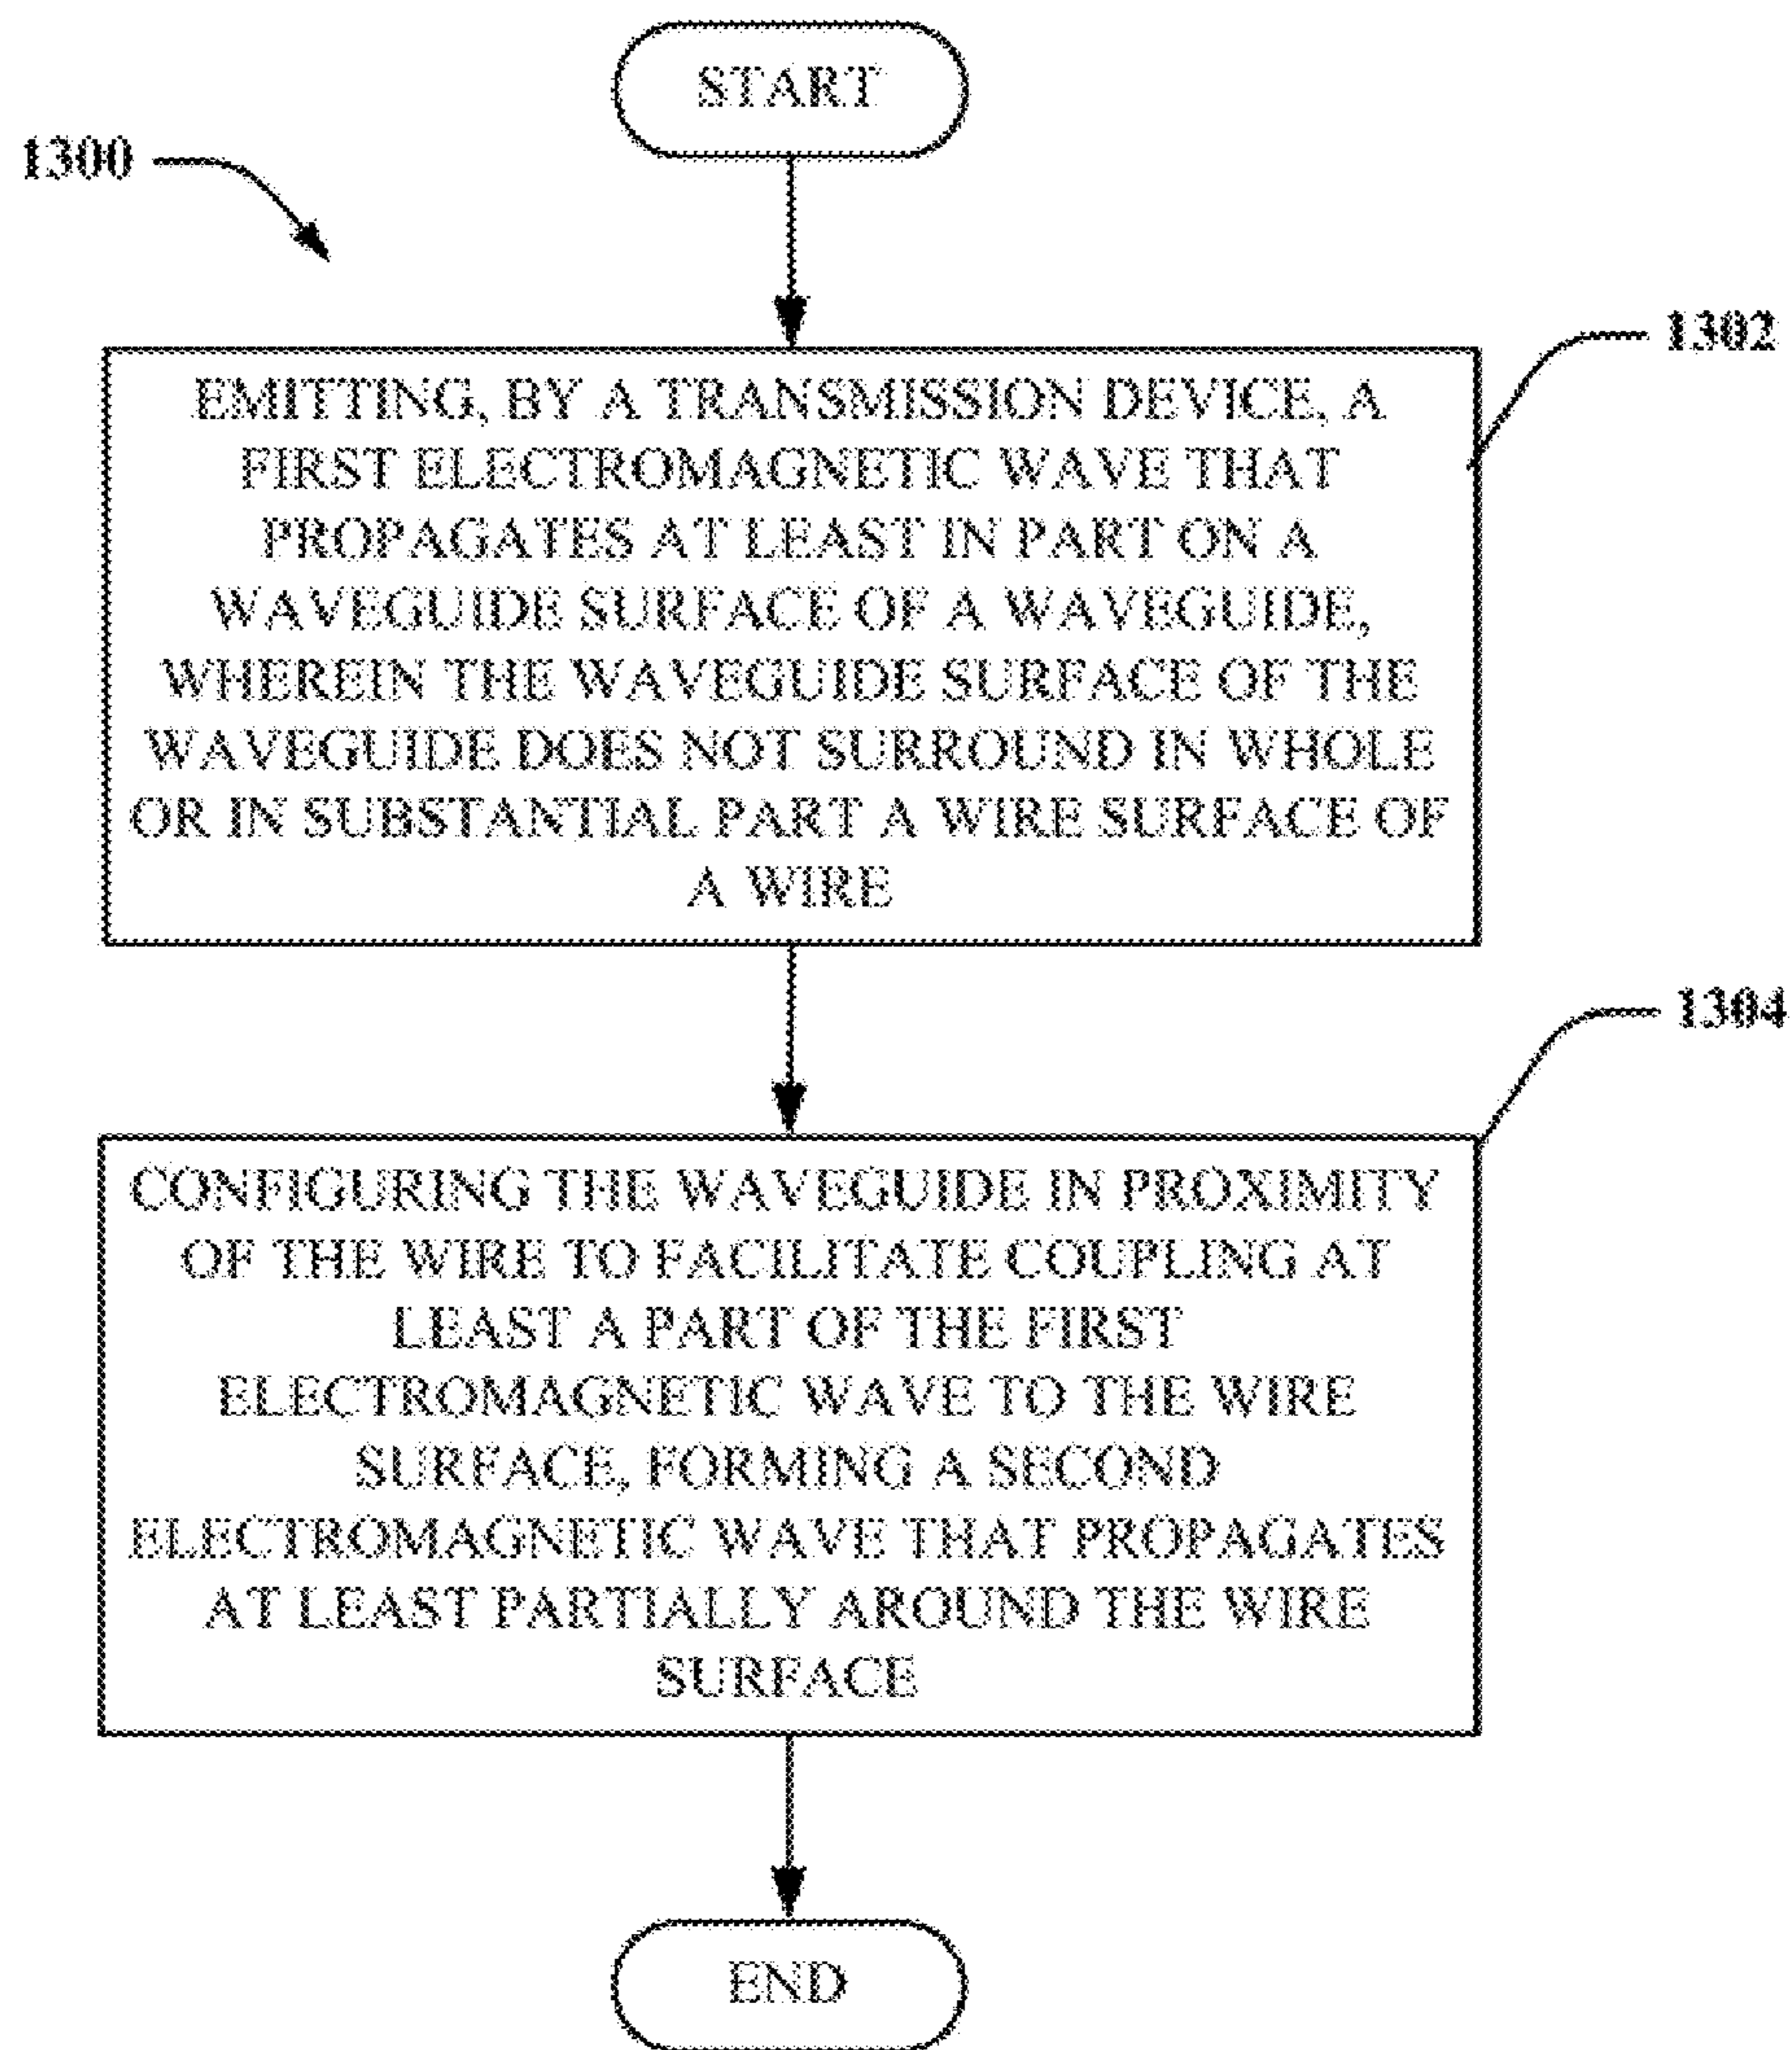 START
1300
1302
EMITTING, BY A TRANSMISSION DEVICE, A
FIRST ELECTROMAGNETIC WAVE THAT
PROPAGATES AT LEAST IN PART ON A
WAVEGUIDE SURFACE OF A WAVEGUIDE,
WHEREIN THE WAVEGUIDE SURFACE OF THE
WAVEGUIDE DOES NOT SURROUND IN WHOLE
OR IN SUBSTANTIAL PART A WIRE SURFACE OF
A WIRE
1304
CONFIGURING THE WAVEGUIDE IN PROXIMITY
OF THE WIRE TO FACILITATE COUPLING AT
LEAST A PART OF THE FIRST
ELECTROMAGNETIC WAVE TO THE WIRE
SURFACE, FORMING A SECOND
ELECTROMAGNETIC WAVE THAT PROPAGATES
AT LEAST PARTIALLY AROUND THE WIRE
SURFACE
END